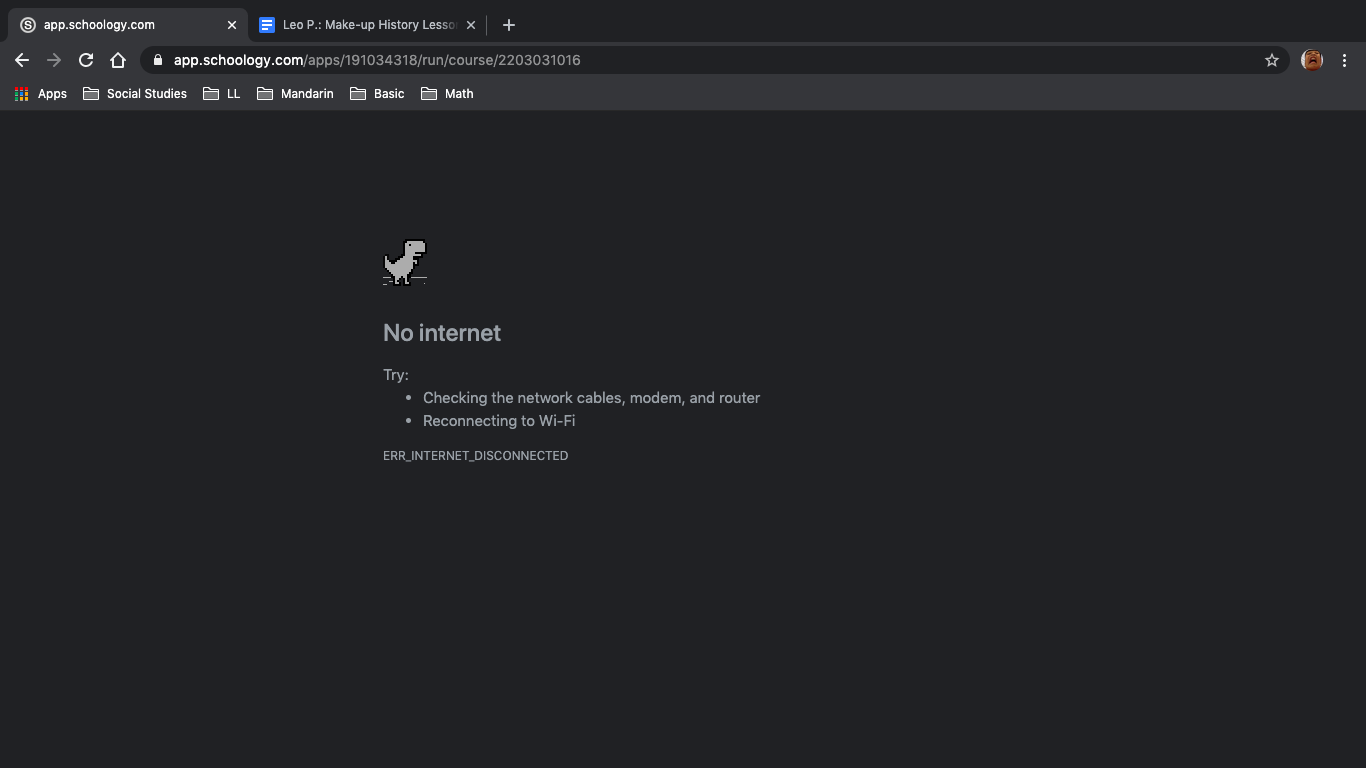 app.schoology.com
Leo P.: Make-up History Lesso
app.schoology.com/apps/191034318/run/course/2203031016
Apps Social Studies LL Mandarin Basic Math
No internet
Try:
• Checking the network cables, modem, and router
• Reconnecting to Wi-Fi
ERR_INTERNET_DISCONNECTED